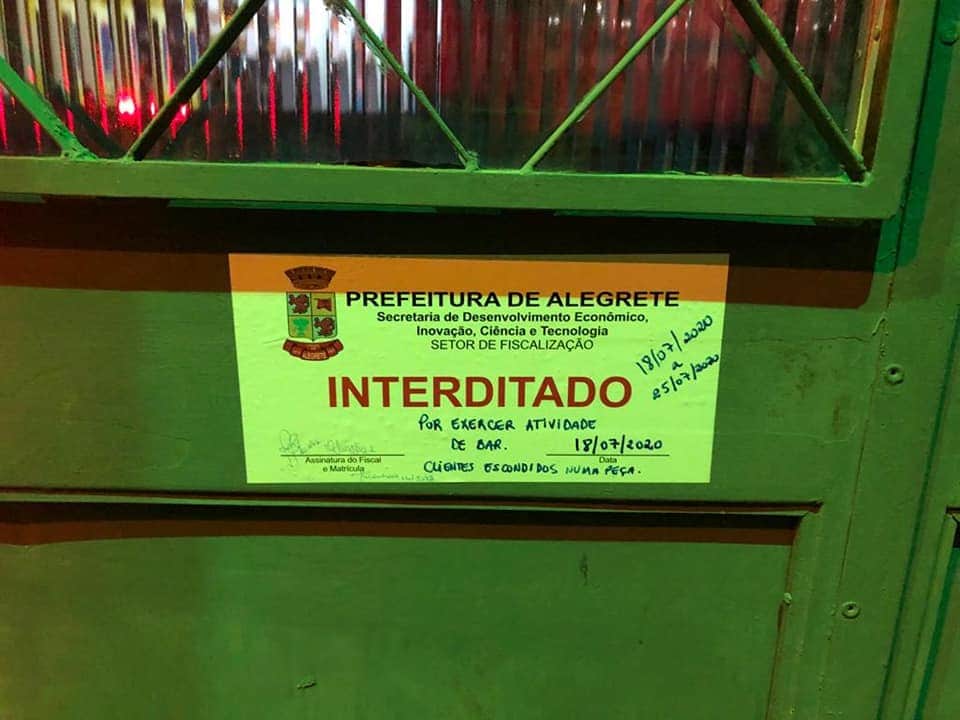 PREFEITURA DE ALEGRETE
Secretaria de Desenvolvimento Econômico,
Inovação, Ciência e Tecnologia
SETOR DE FISCALIZAÇÃO
ALEGRETE
18/07/2020
a
25/07/2020
INTERDITADO
POR EXERCER ATIVIDADE
DE BAR.
18/07/2020
Assinatura do Fiscal
e Matrícula
Data
CLIENTES ESCONDIDOS NUMA PEÇA.